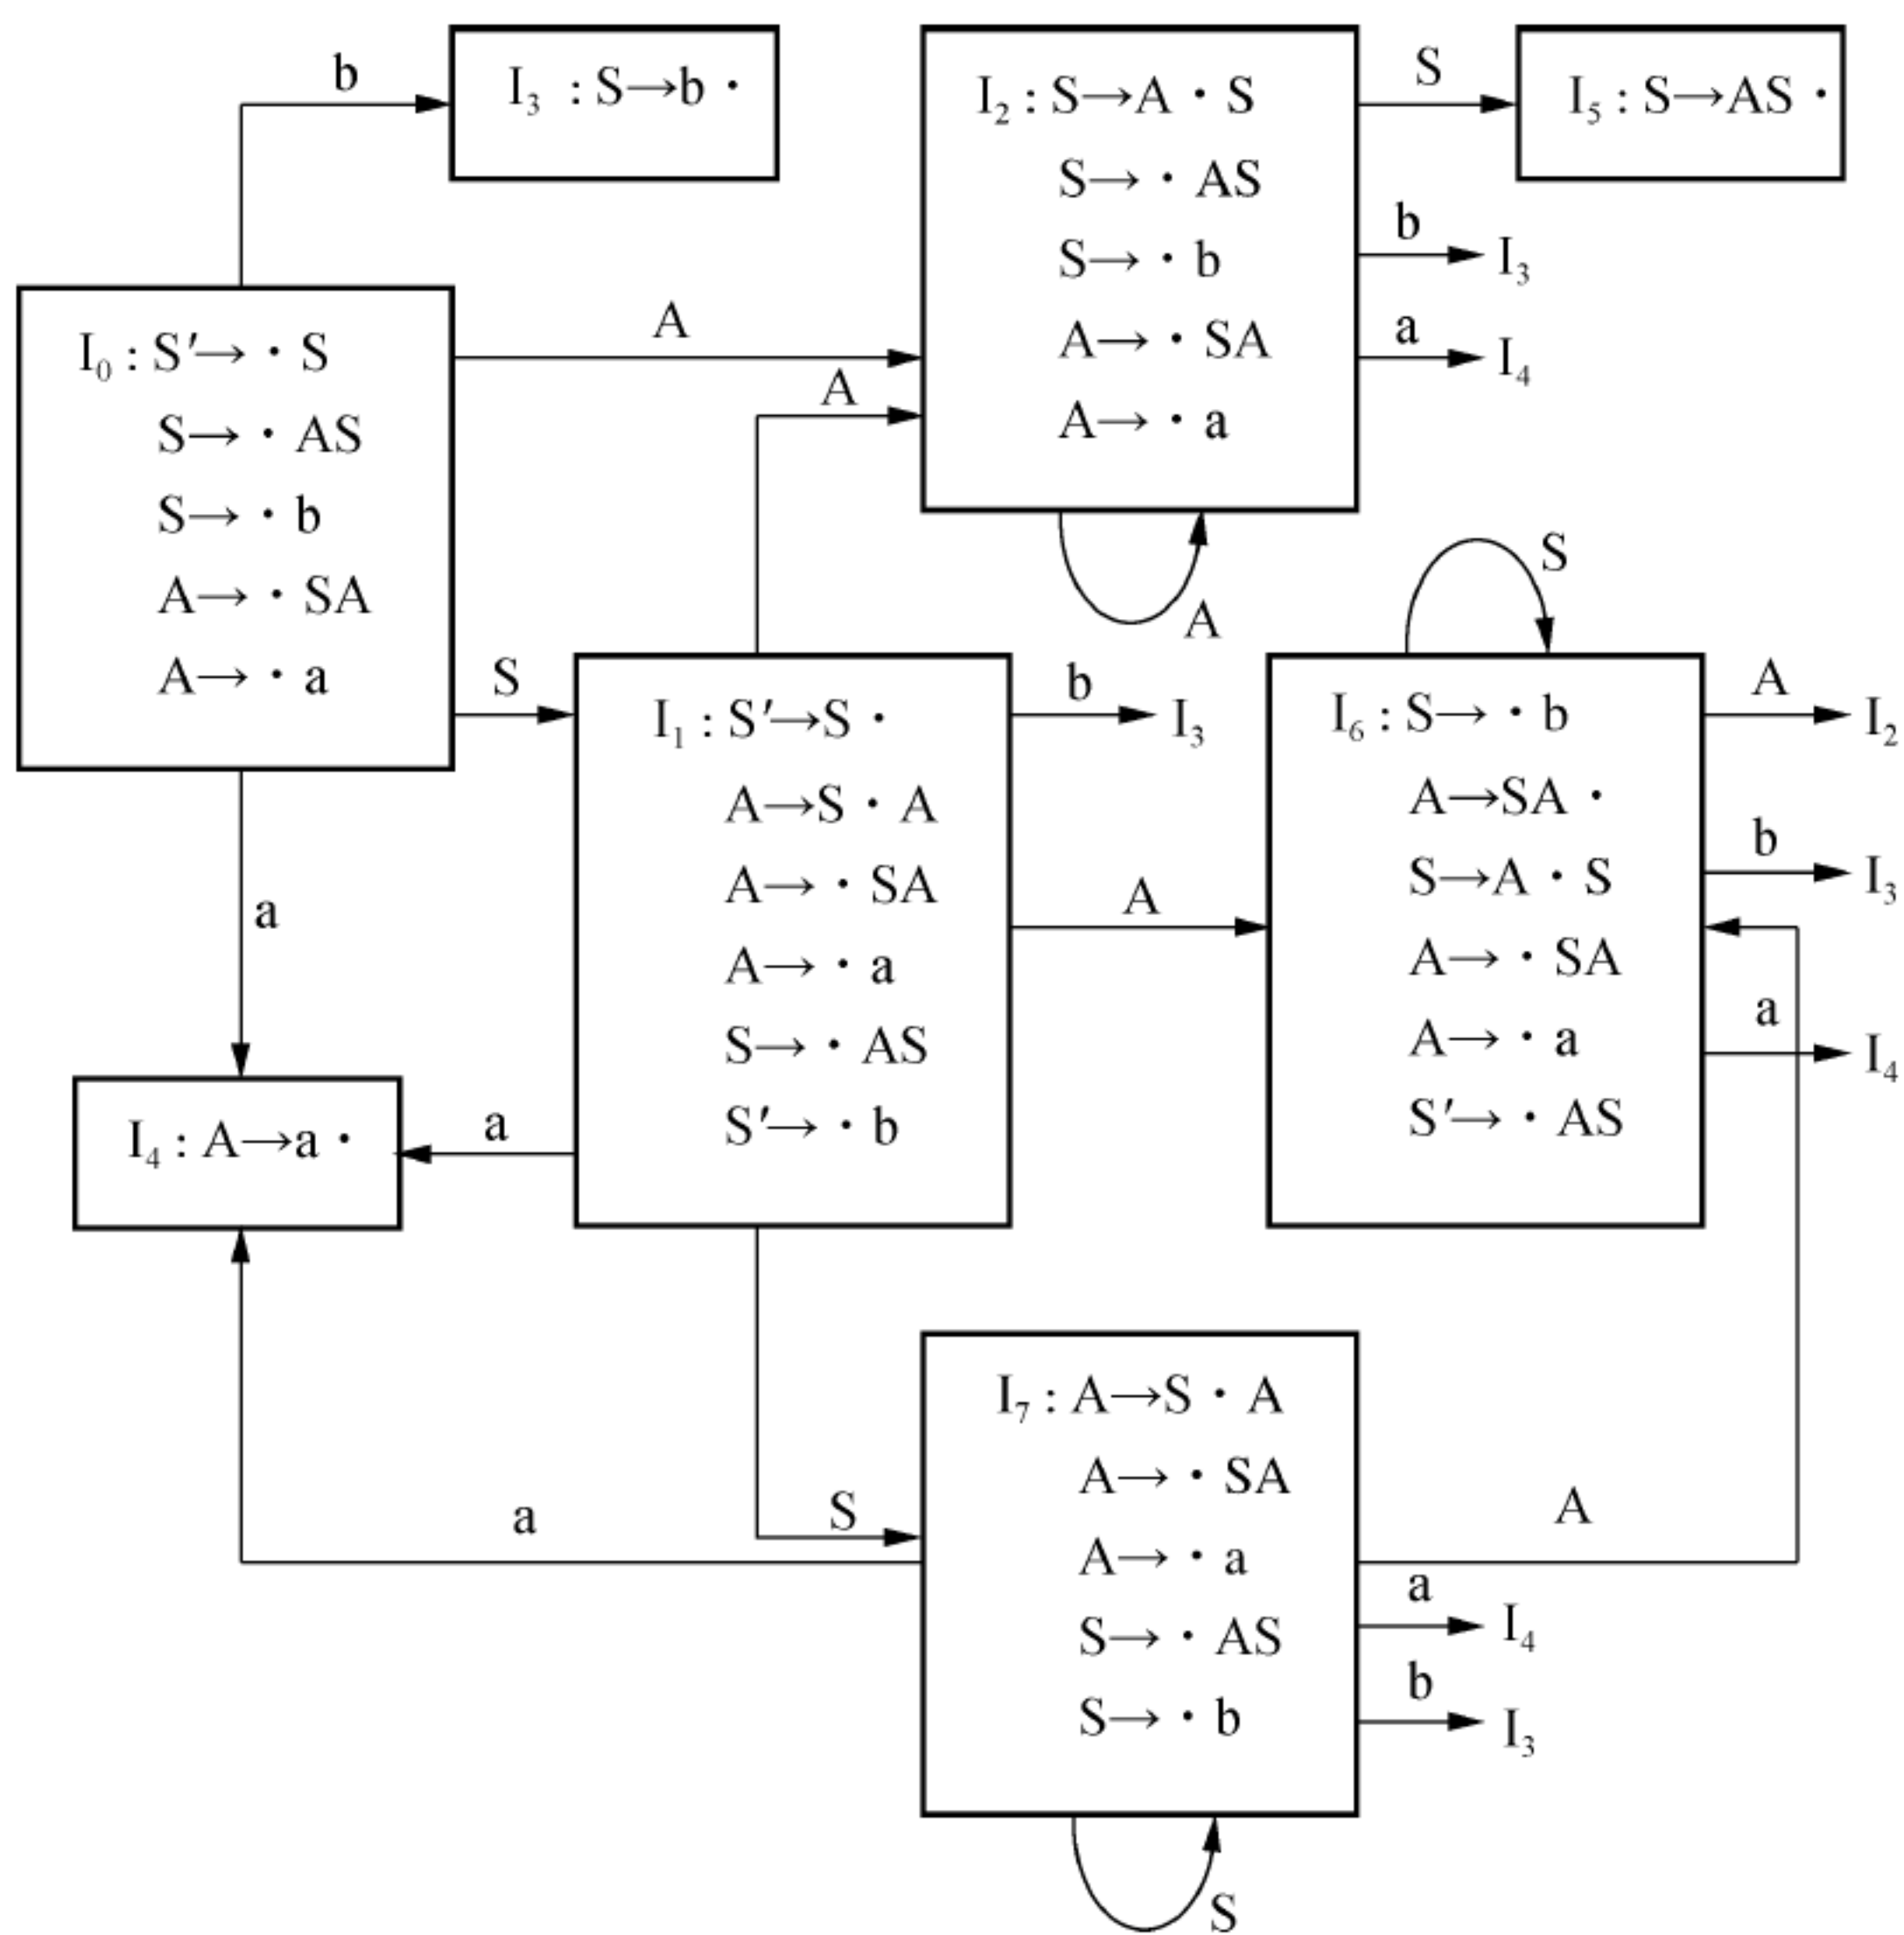 b
I₃ : S→b ·
I₂ : S→A · S
S→ · AS
S→ · b
A→ · SA
A→ · a
S
I₅ : S→AS ·
b
I₃
a
I₄
A
I₀ : S′→ · S
S→ · AS
S→ · b
A→ · SA
A→ · a
A
A
S
a
I₁ : S′→S ·
A→S · A
A→ · SA
A→ · a
S→ · AS
S′→ · b
b
I₃
A
S
I₆ : S→ · b
A→SA ·
S→A · S
A→ · SA
A→ · a
S′→ · AS
A
I₂
b
I₃
a
I₄
I₄ : A→a ·
a
a
S
I₇ : A→S · A
A→ · SA
A→ · a
S→ · AS
S→ · b
A
a
I₄
b
I₃
S